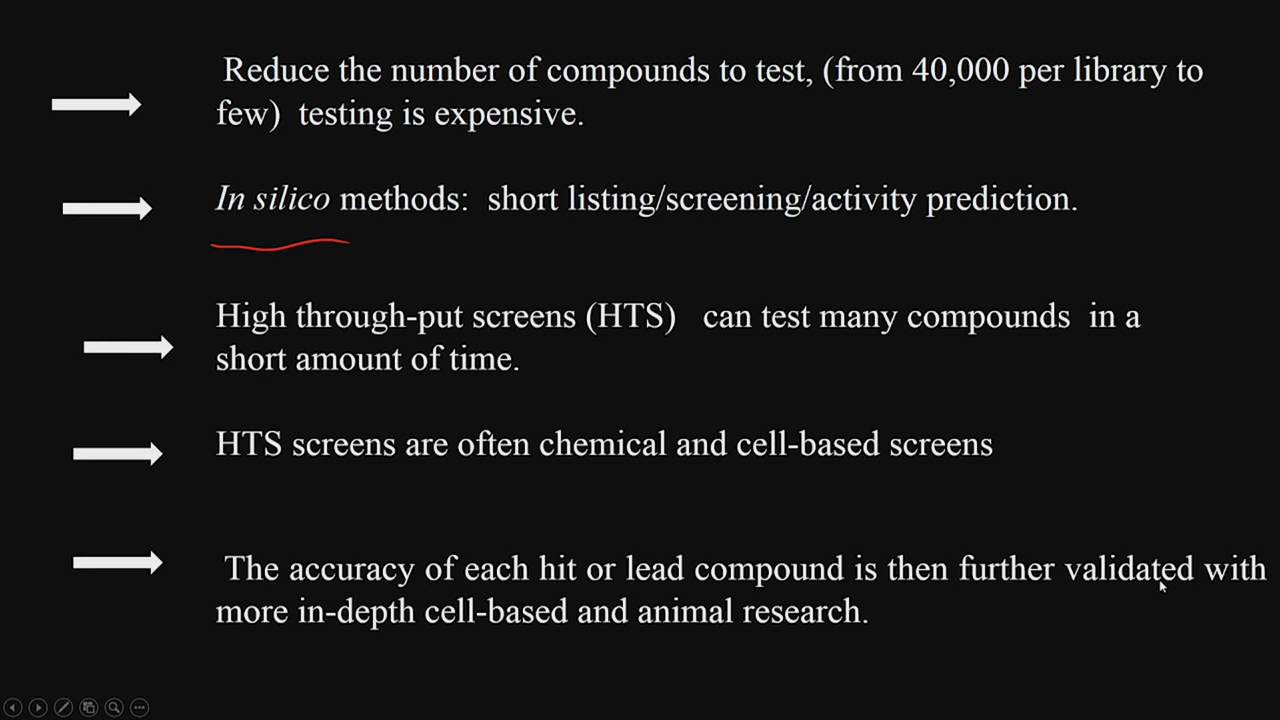 Reduce the number of compounds to test, (from 40,000 per library to
few)  testing is expensive.
In silico methods:  short listing/screening/activity prediction.
High through-put screens (HTS)   can test many compounds  in a
short amount of time.
HTS screens are often chemical and cell-based screens
The accuracy of each hit or lead compound is then further validated with
more in-depth cell-based and animal research.